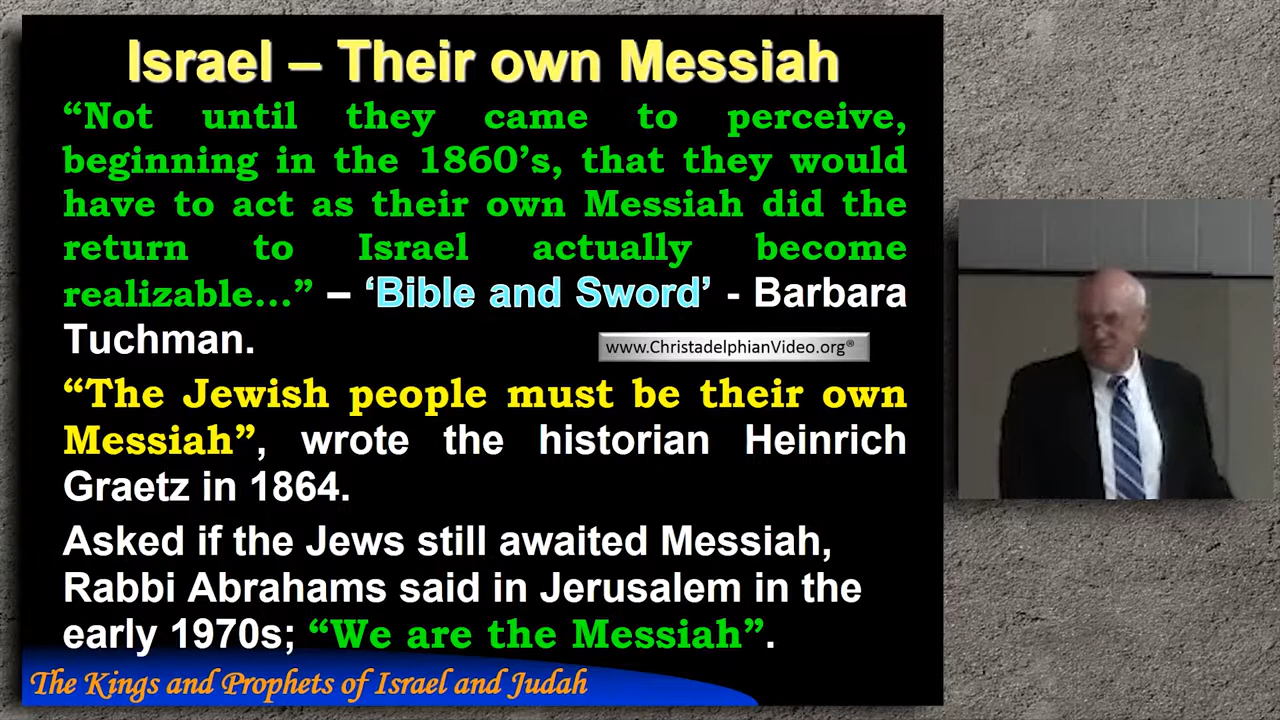 Israel – Their own Messiah
“Not until they came to perceive,
beginning in the 1860’s, that they would
have to act as their own Messiah did the
return to Israel actually become
realizable...” – ‘Bible and Sword’ - Barbara
Tuchman.
www.ChristadelphianVideo.org®
“The Jewish people must be their own
Messiah”, wrote the historian Heinrich
Graetz in 1864.
Asked if the Jews still awaited Messiah,
Rabbi Abrahams said in Jerusalem in the
early 1970s; “We are the Messiah”.
The Kings and Prophets of Israel and Judah